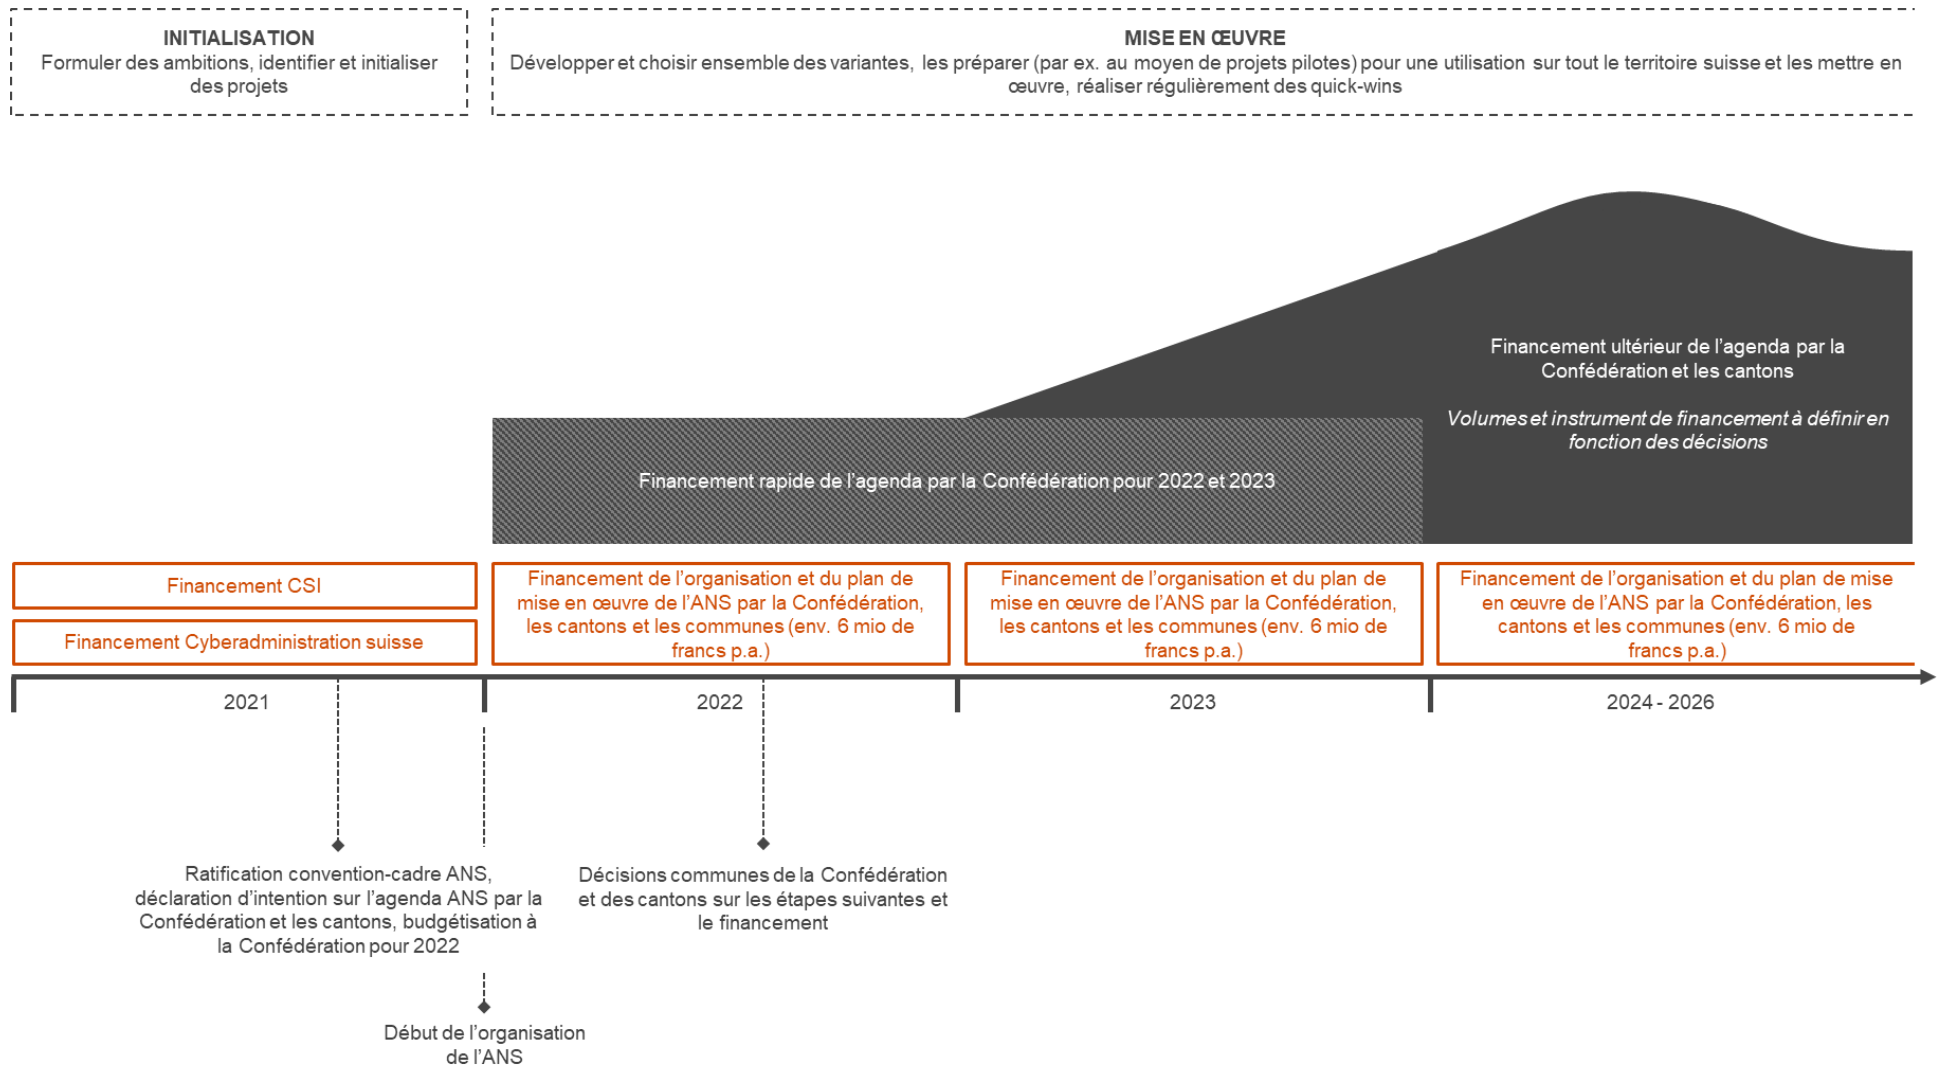 INITIALISATION
Formuler des ambitions, identifier et initialiser
des projets
MISE EN ŒUVRE
Développer et choisir ensemble des variantes, les préparer (par ex. au moyen de projets pilotes) pour une utilisation sur tout le territoire suisse et les mettre en
œuvre, réaliser régulièrement des quick-wins
Financement ultérieur de l’agenda par la
Confédération et les cantons
Volumes et instrument de financement à définir en
fonction des décisions
Financement rapide de l’agenda par la Confédération pour 2022 et 2023
Financement CSI
Financement Cyberadministration suisse
Financement de l’organisation et du plan de
mise en œuvre de l’ANS par la Confédération,
les cantons et les communes (env. 6 mio de
francs p.a.)
Financement de l’organisation et du plan de
mise en œuvre de l’ANS par la Confédération,
les cantons et les communes (env. 6 mio de
francs p.a.)
Financement de l’organisation et du plan de mise
en œuvre de l’ANS par la Confédération, les
cantons et les communes (env. 6 mio de
francs p.a.)
2021
2022
2023
2024 - 2026
Ratification convention-cadre ANS,
déclaration d’intention sur l’agenda ANS par la
Confédération et les cantons, budgétisation à
la Confédération pour 2022
Décisions communes de la Confédération
et des cantons sur les étapes suivantes et
le financement
Début de l’organisation
de l’ANS